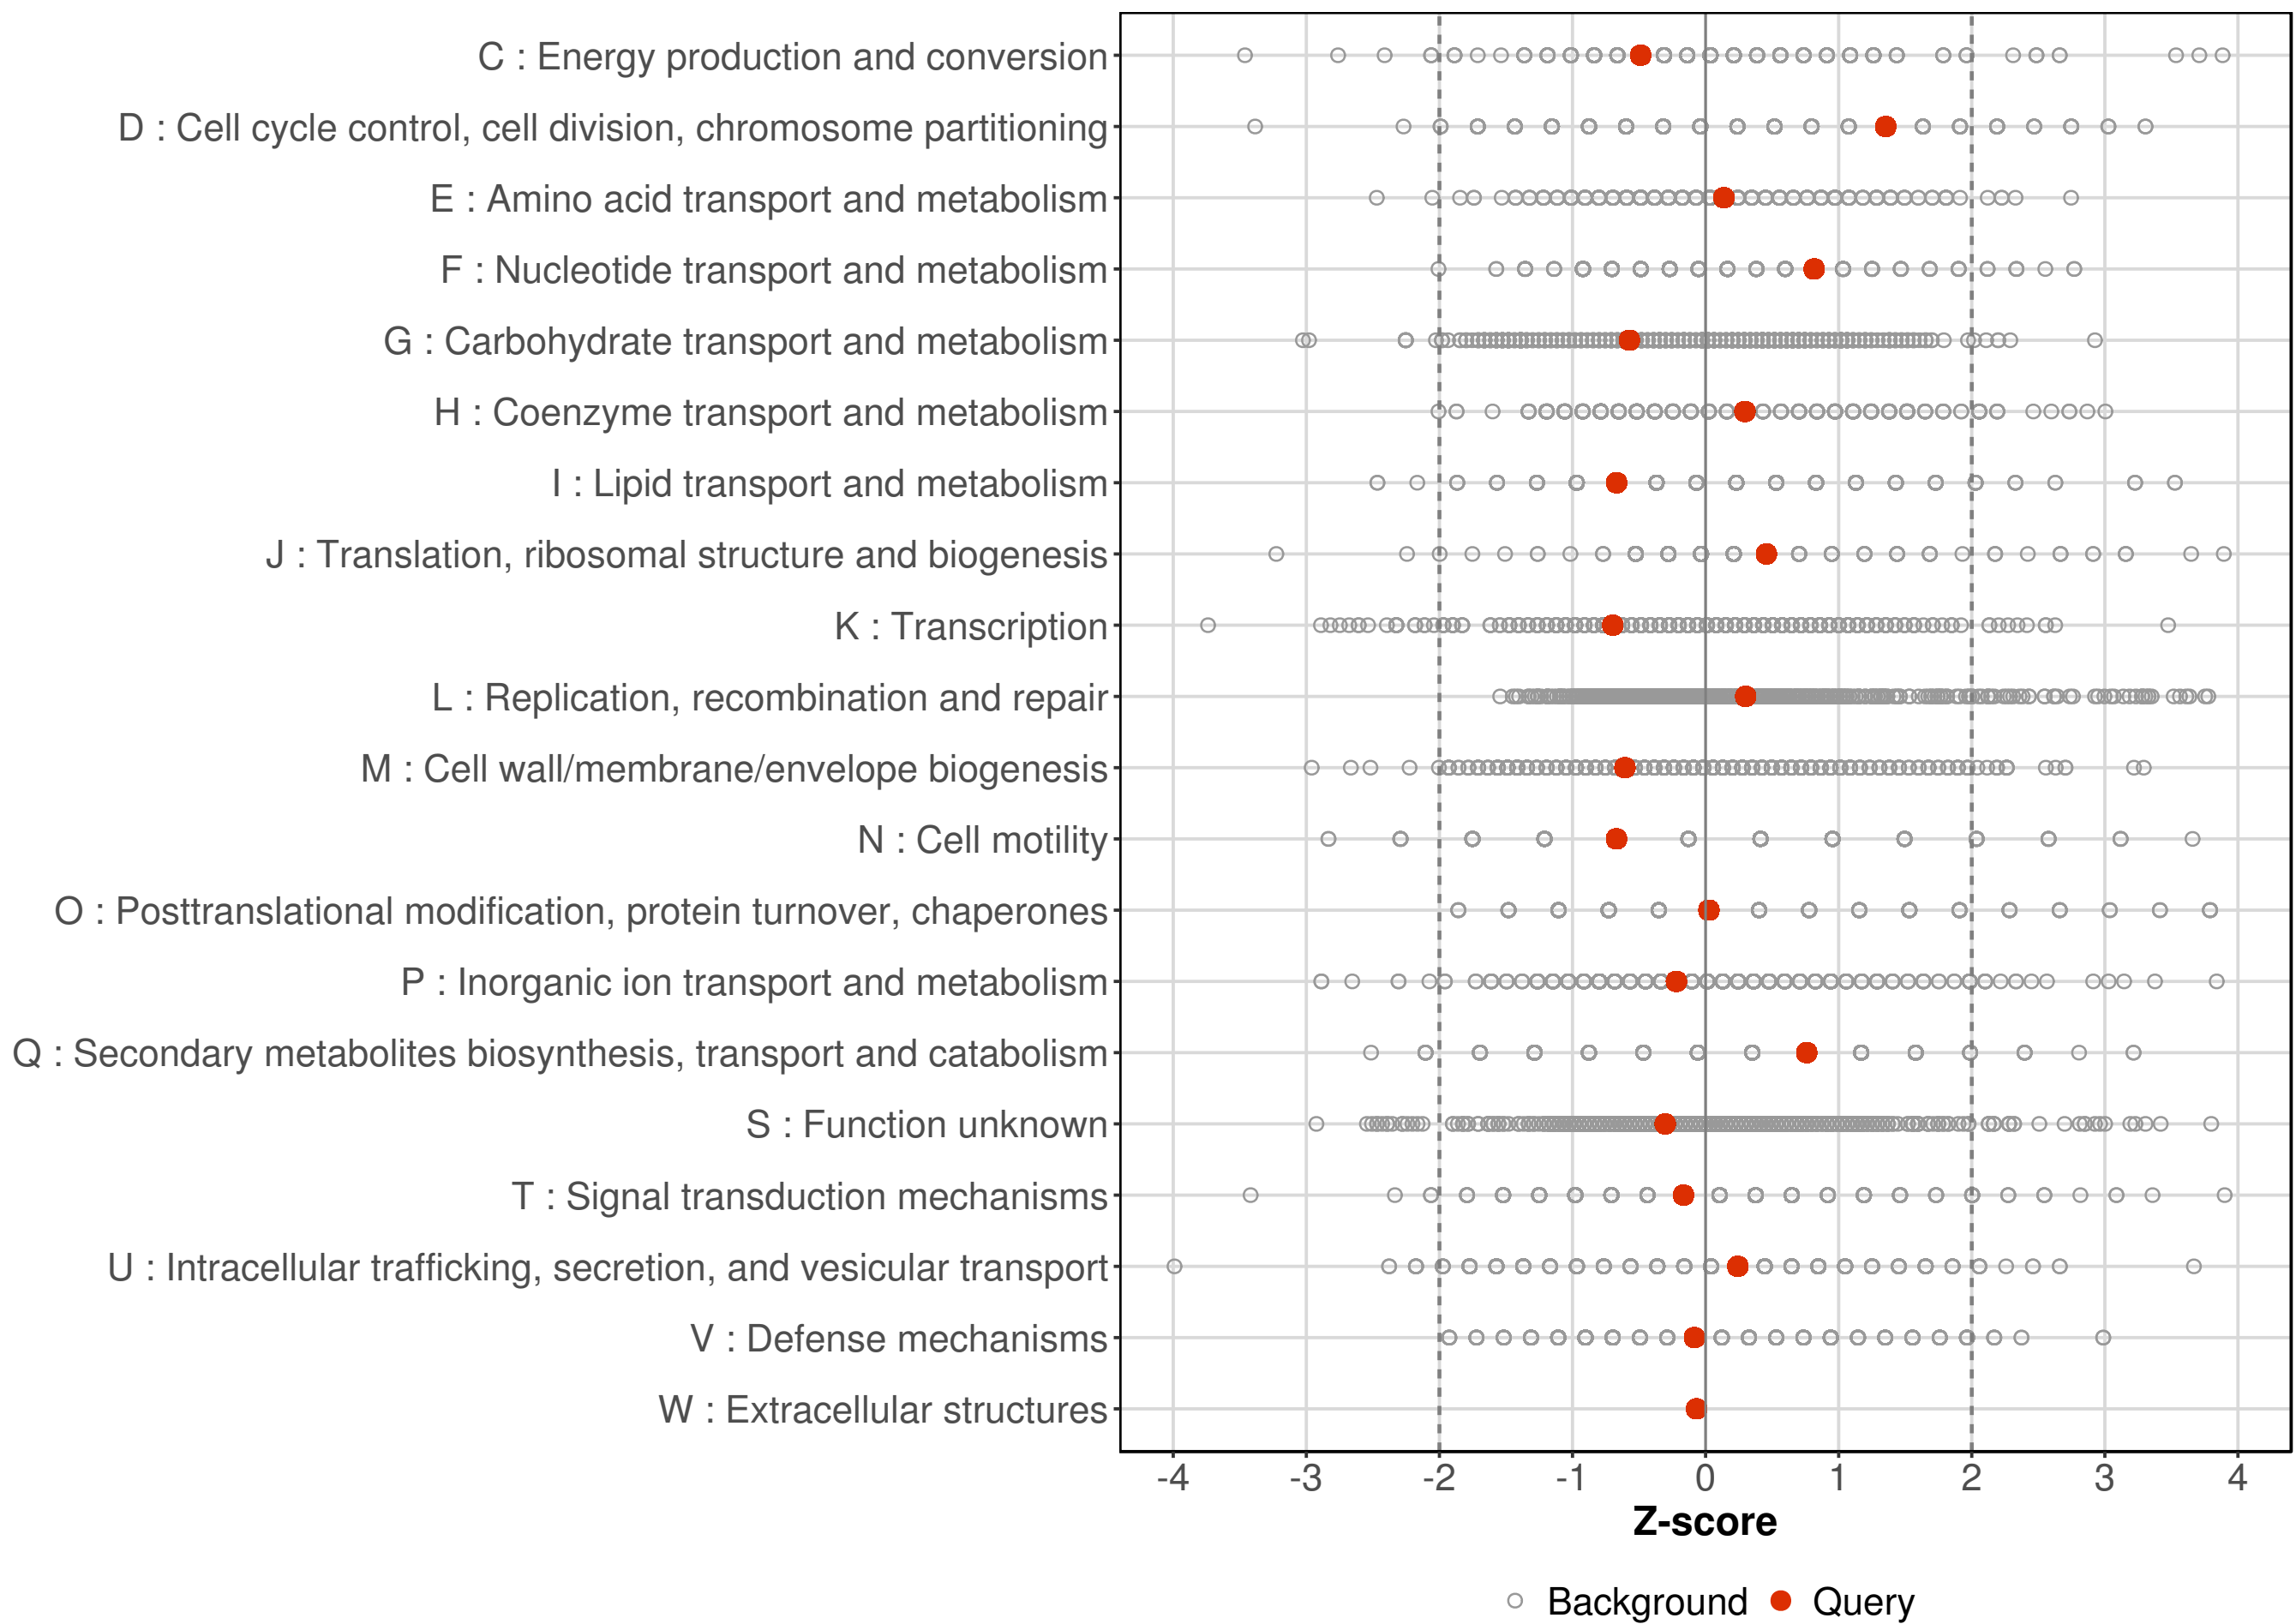 C : Energy production and conversion
D : Cell cycle control, cell division, chromosome partitioning
E : Amino acid transport and metabolism
F : Nucleotide transport and metabolism
G : Carbohydrate transport and metabolism
H : Coenzyme transport and metabolism
I : Lipid transport and metabolism
J : Translation, ribosomal structure and biogenesis
K : Transcription
L : Replication, recombination and repair
M : Cell wall/membrane/envelope biogenesis
N : Cell motility
O : Posttranslational modification, protein turnover, chaperones
P : Inorganic ion transport and metabolism
Q : Secondary metabolites biosynthesis, transport and catabolism
S : Function unknown
T : Signal transduction mechanisms
U : Intracellular trafficking, secretion, and vesicular transport
V : Defense mechanisms
W : Extracellular structures
-4 -3 -2 -1 0 1 2 3 4
Z-score
Background Query